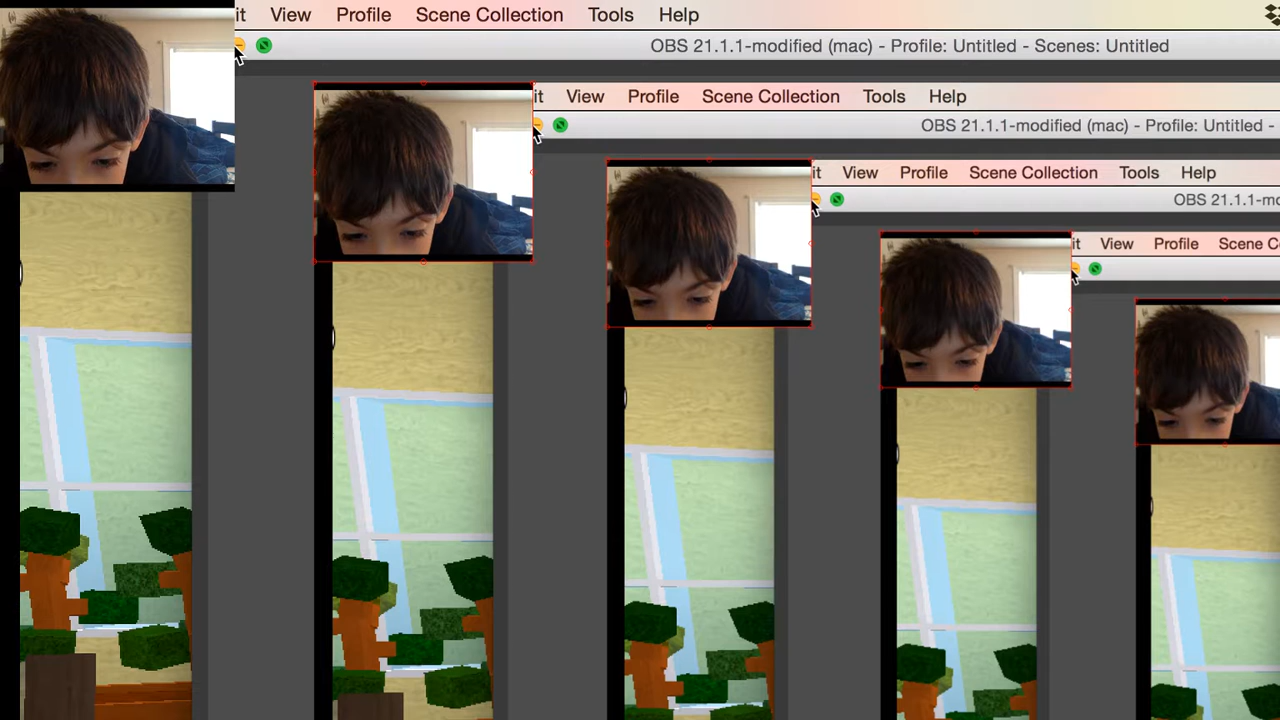 it View Profile Scene Collection Tools Help
OBS 21.1.1-modified (mac) - Profile: Untitled - Scenes: Untitled
it View Profile Scene Collection Tools Help
OBS 21.1.1-modified (mac) - Profile: Untitled -
it View Profile Scene Collection Tools Help
OBS 21.1.1-m
it View Profile Scene C